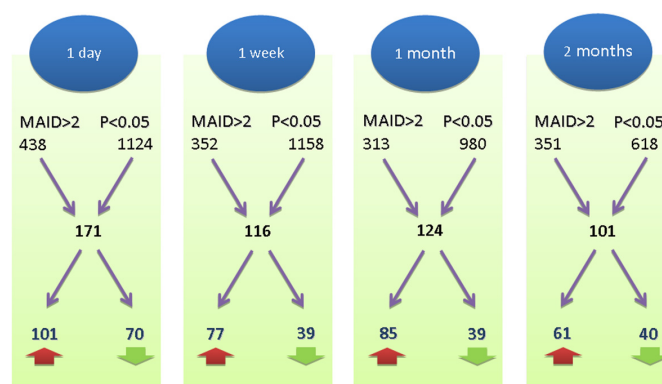 1 day
1 week
1 month
2 months
MAID>2 P<0.05
438 1124
MAID>2 P<0.05
352 1158
MAID>2 P<0.05
313 980
MAID>2 P<0.05
351 618
171
116
124
101
101 70
77 39
85 39
61 40